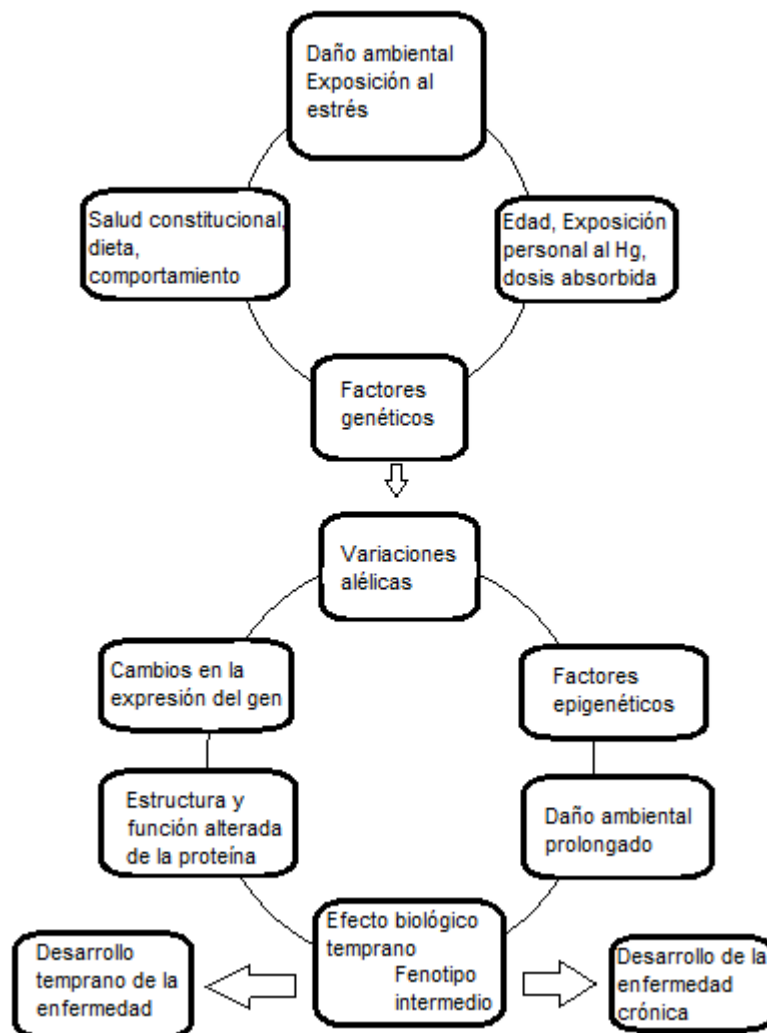 Daño ambiental
Exposición al
estrés
Salud constitucional,
dieta,
comportamiento
Edad, Exposición
personal al Hg,
dosis absorbida
Factores
genéticos
Variaciones
alélicas
Cambios en la
expresión del gen
Factores
epigenéticos
Estructura y
función alterada
de la proteína
Daño ambiental
prolongado
Efecto biológico
temprano
Fenotipo
intermedio
Desarrollo
temprano de la
enfermedad
Desarrollo de la
enfermedad
crónica